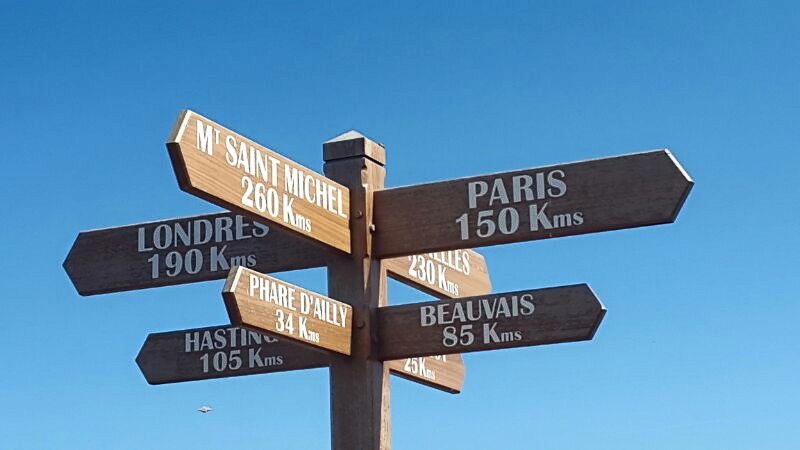 Mᵀ SAINT MICHEL
260 Kms
PARIS
150 Kms
LONDRES
190 Kms
230 Kms
PHARE D'AILLY
34 Kms
BEAUVAIS
85 Kms
105 Kms
25 Kms